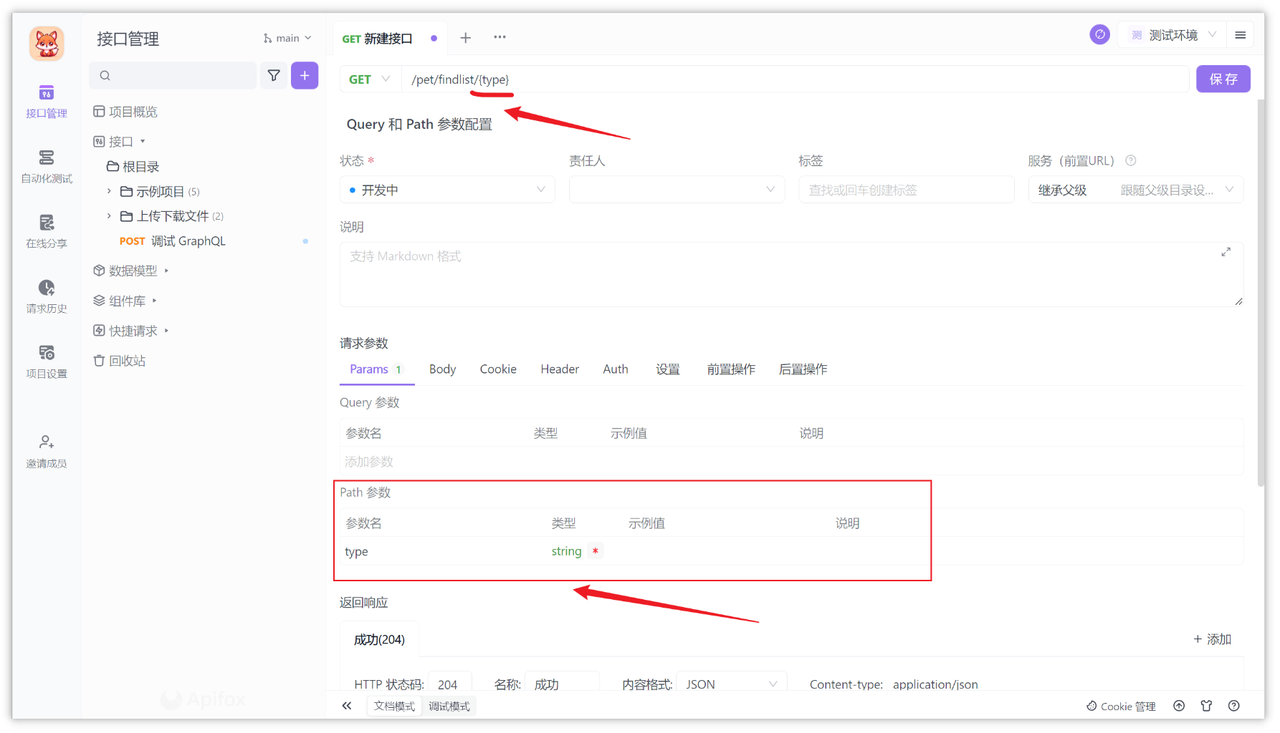 接口管理
main
GET 新建接口
测 测试环境
GET
/pet/findlist/{type}
保存
接口管理
自动化测试
在线分享
请求历史
项目设置
邀请成员
项目概览
接口
根目录
示例项目 (5)
上传下载文件 (2)
POST 调试 GraphQL
数据模型
组件库
快捷请求
回收站
Query 和 Path 参数配置
状态 *
责任人
标签
服务（前置URL）
开发中
查找或回车创建标签
继承父级 跟随父级目录设...
说明
支持 Markdown 格式
请求参数
Params 1 Body Cookie Header Auth 设置 前置操作 后置操作
Query 参数
参数名 类型 示例值 说明
添加参数
Path 参数
参数名 类型 示例值 说明
type string *
返回响应
成功(204)
+ 添加
HTTP 状态码: 204 名称: 成功 内容格式: JSON Content-type: application/json
Apifox
文档模式 调试模式
Cookie 管理